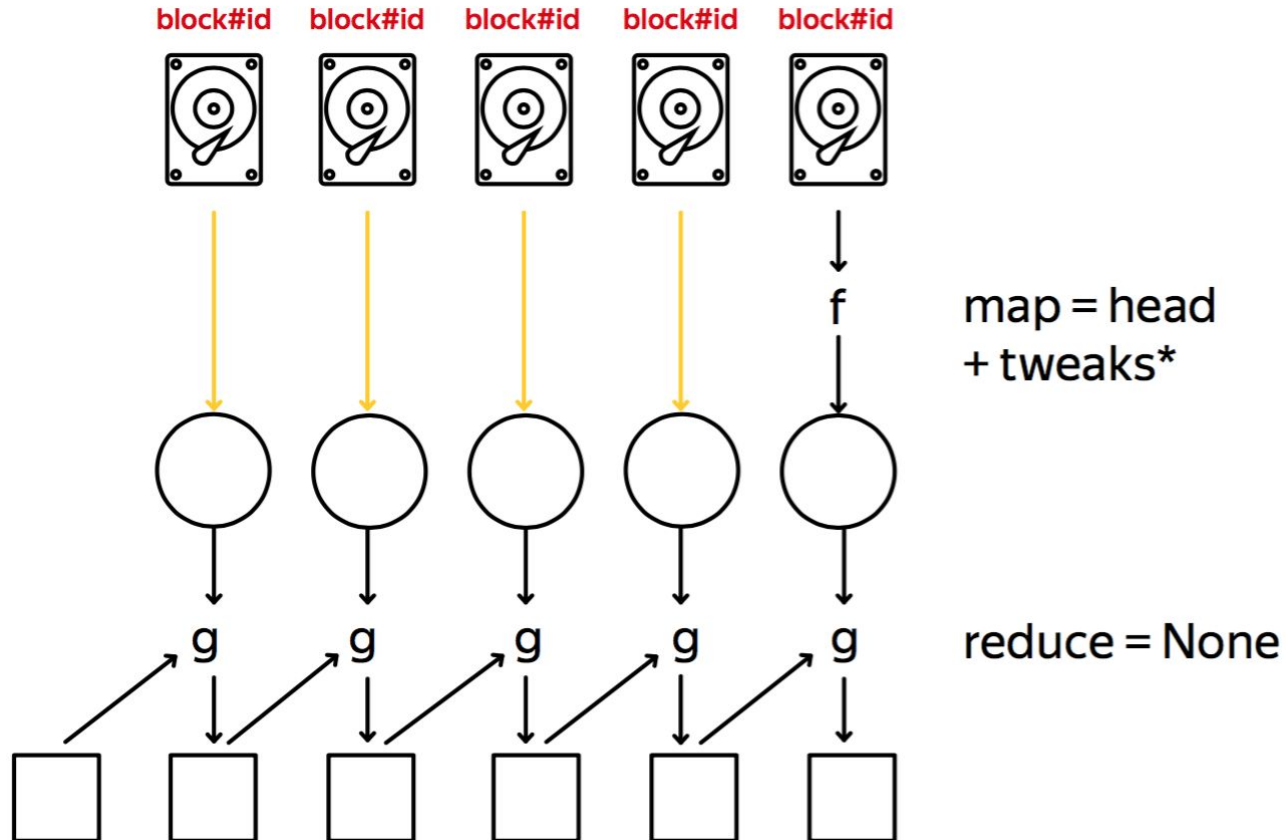 block#id block#id block#id block#id block#id
f
map = head
+ tweaks*
g g g g g
reduce = None